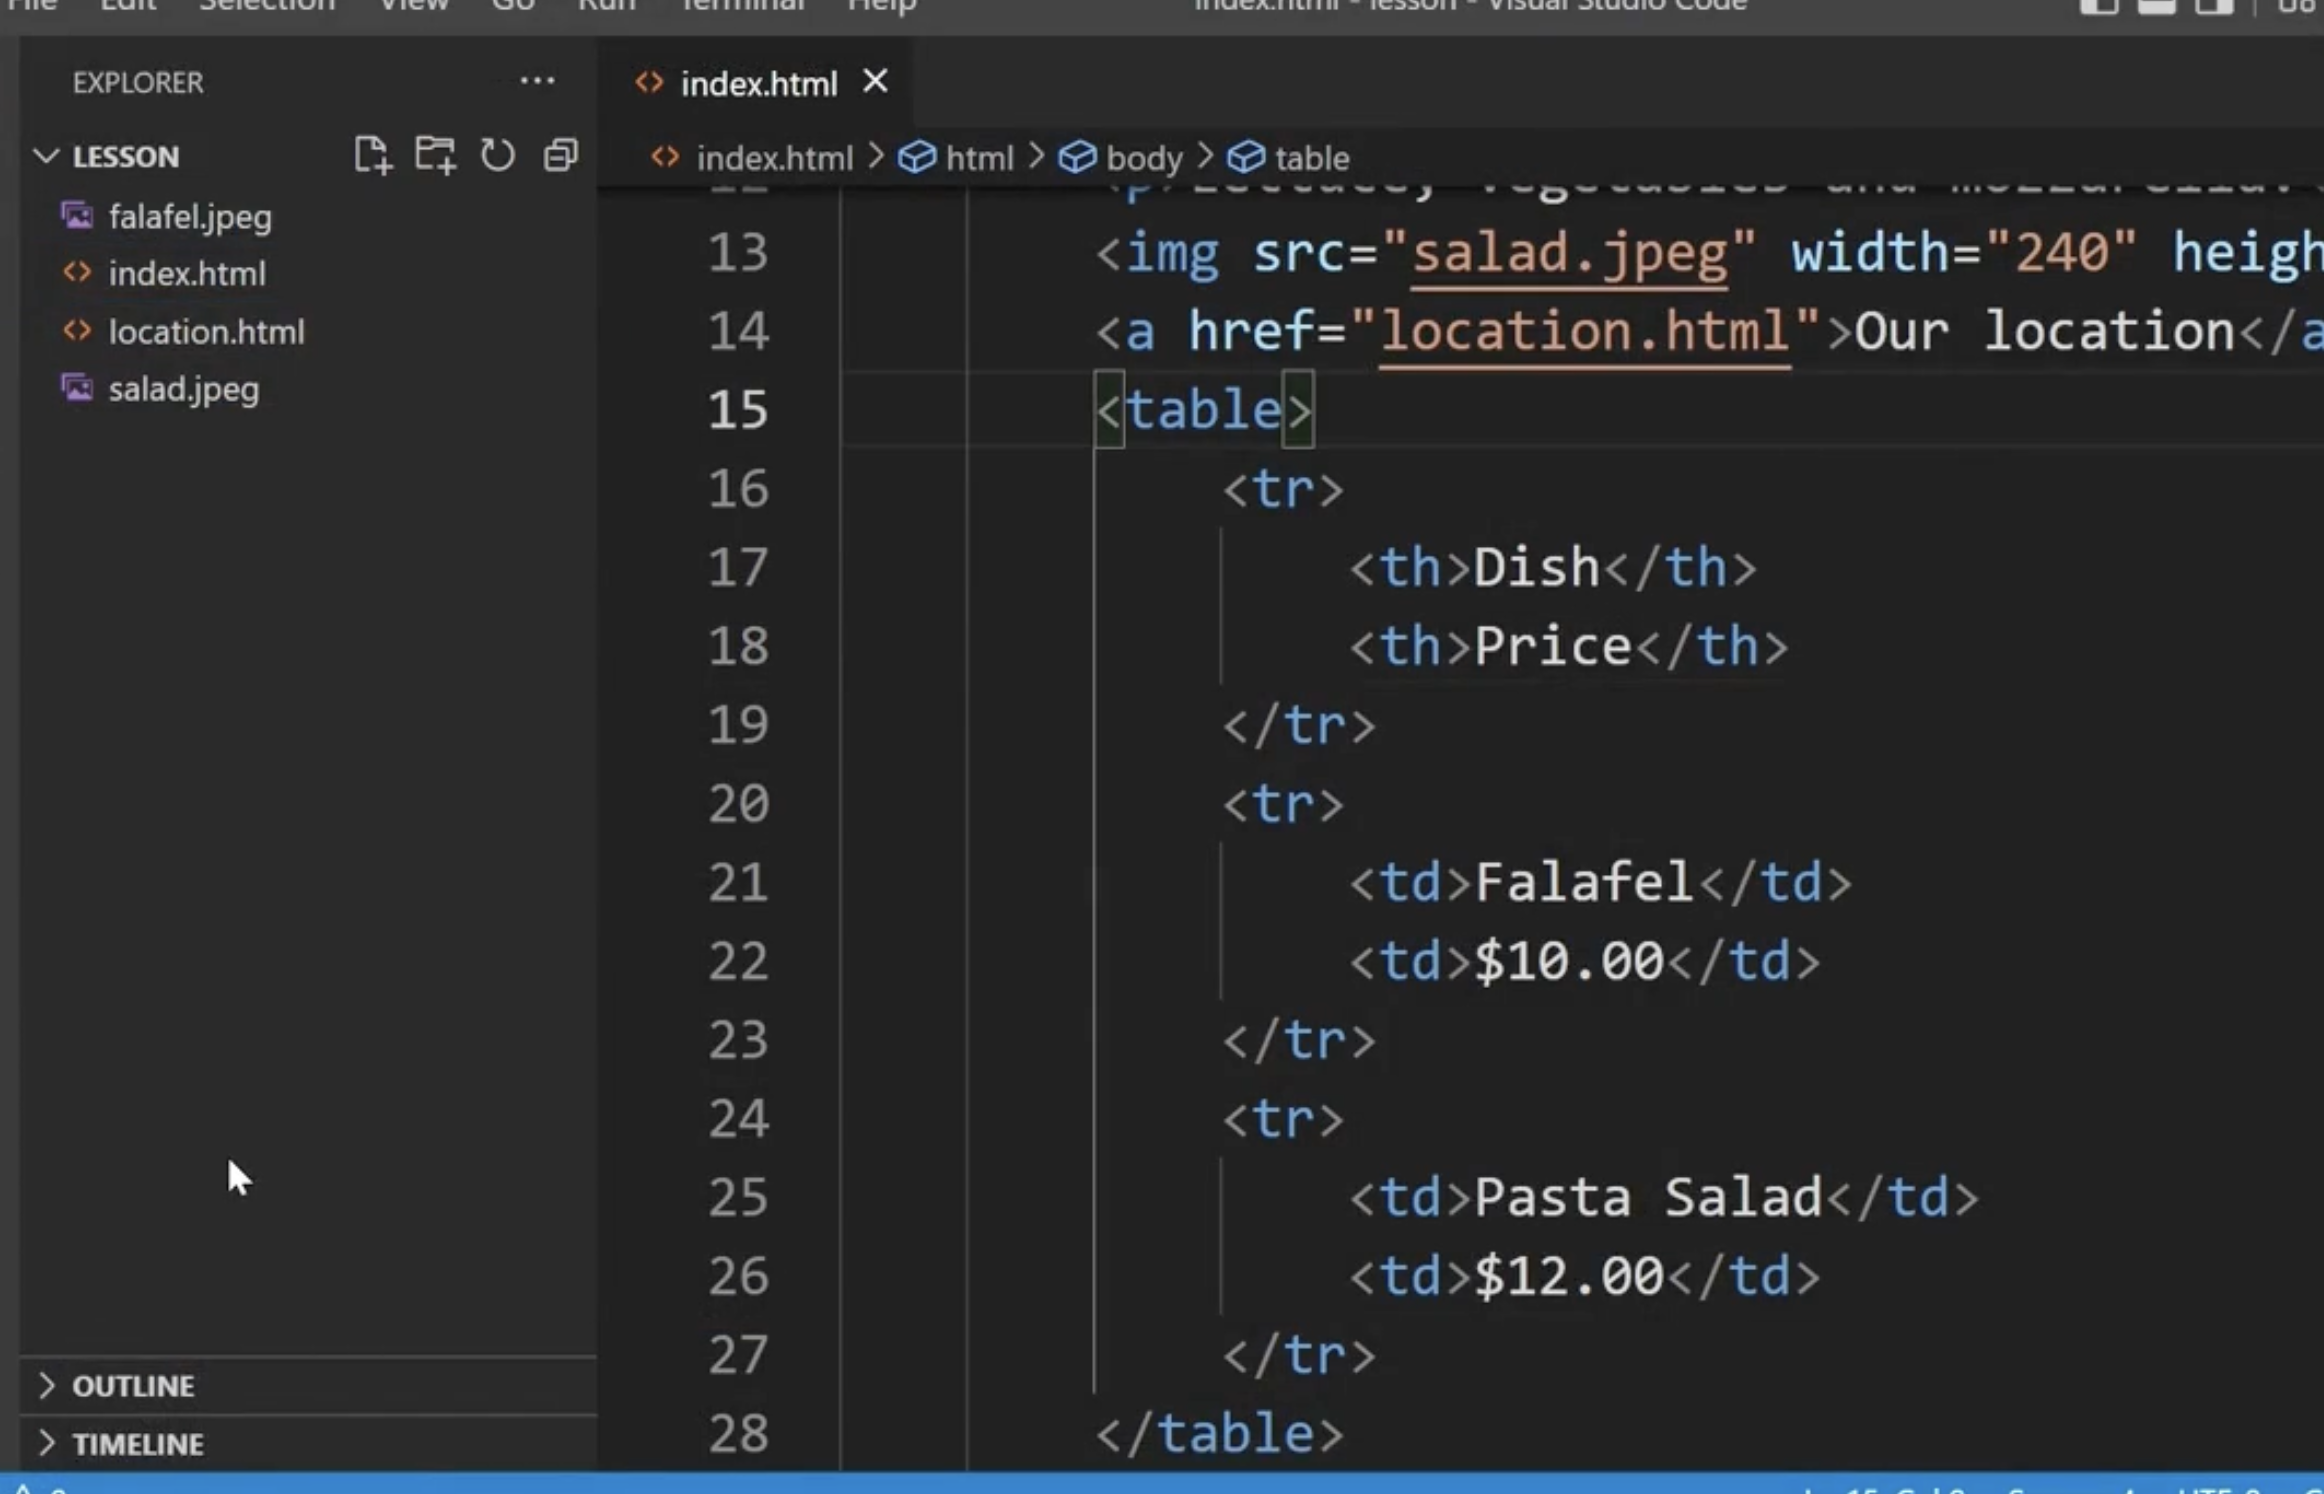 File Edit Selection View Go Run Terminal Help index.html - lesson - Visual Studio Code
EXPLORER ···
LESSON
falafel.jpeg
index.html
location.html
salad.jpeg
OUTLINE
TIMELINE
index.html
index.html > html > body > table
12 <p>Lettuce, vegetables and mozzarella.
13 <img src="salad.jpeg" width="240" heigh
14 <a href="location.html">Our location</a
15 <table>
16 <tr>
17 <th>Dish</th>
18 <th>Price</th>
19 </tr>
20 <tr>
21 <td>Falafel</td>
22 <td>$10.00</td>
23 </tr>
24 <tr>
25 <td>Pasta Salad</td>
26 <td>$12.00</td>
27 </tr>
28 </table>